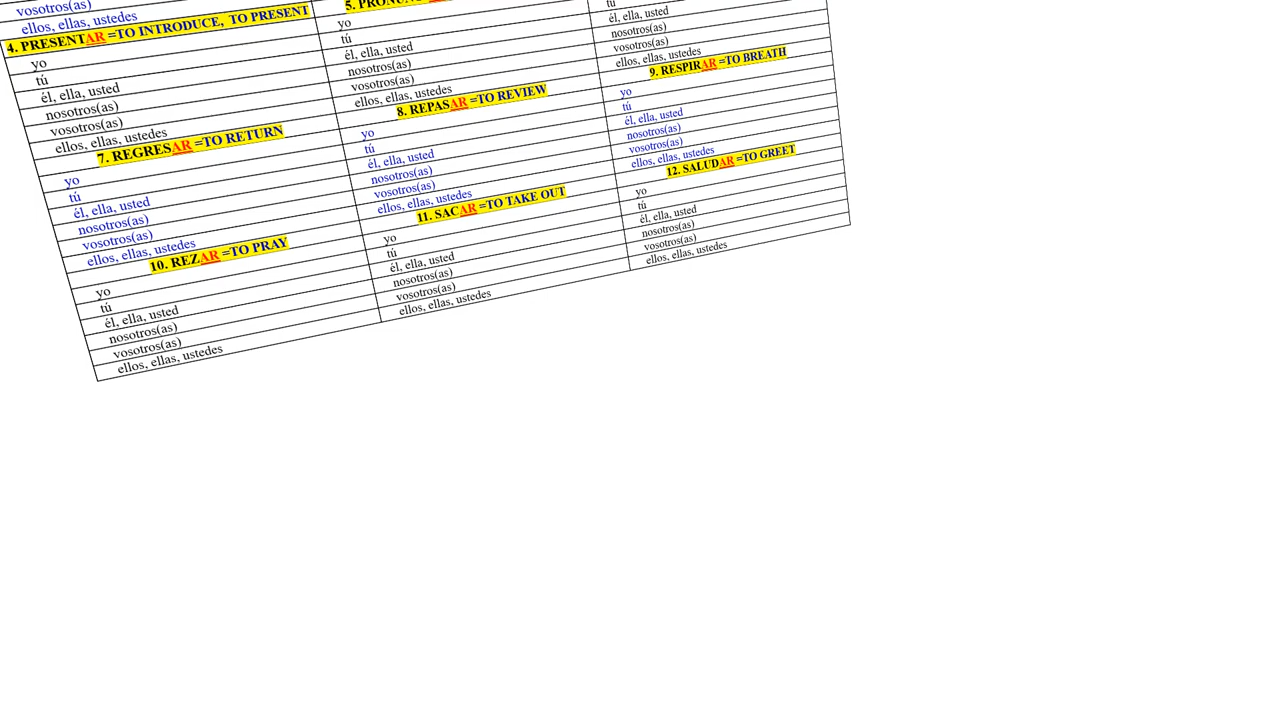 vosotros(as)
ellos, ellas, ustedes
4. PRESENTAR =TO INTRODUCE, TO PRESENT
yo
tú
él, ella, usted
nosotros(as)
vosotros(as)
ellos, ellas, ustedes
5.
yo
tú
él, ella, usted
nosotros(as)
vosotros(as)
ellos, ellas, ustedes
tú
él, ella, usted
nosotros(as)
vosotros(as)
ellos, ellas, ustedes
7. REGRESAR =TO RETURN
yo
tú
él, ella, usted
nosotros(as)
vosotros(as)
ellos, ellas, ustedes
8. REPASAR =TO REVIEW
yo
tú
él, ella, usted
nosotros(as)
vosotros(as)
ellos, ellas, ustedes
9. RESPIRAR =TO BREATH
yo
tú
él, ella, usted
nosotros(as)
vosotros(as)
ellos, ellas, ustedes
10. REZAR =TO PRAY
yo
tú
él, ella, usted
nosotros(as)
vosotros(as)
ellos, ellas, ustedes
11. SACAR =TO TAKE OUT
yo
tú
él, ella, usted
nosotros(as)
vosotros(as)
ellos, ellas, ustedes
12. SALUDAR =TO GREET
yo
tú
él, ella, usted
nosotros(as)
vosotros(as)
ellos, ellas, ustedes